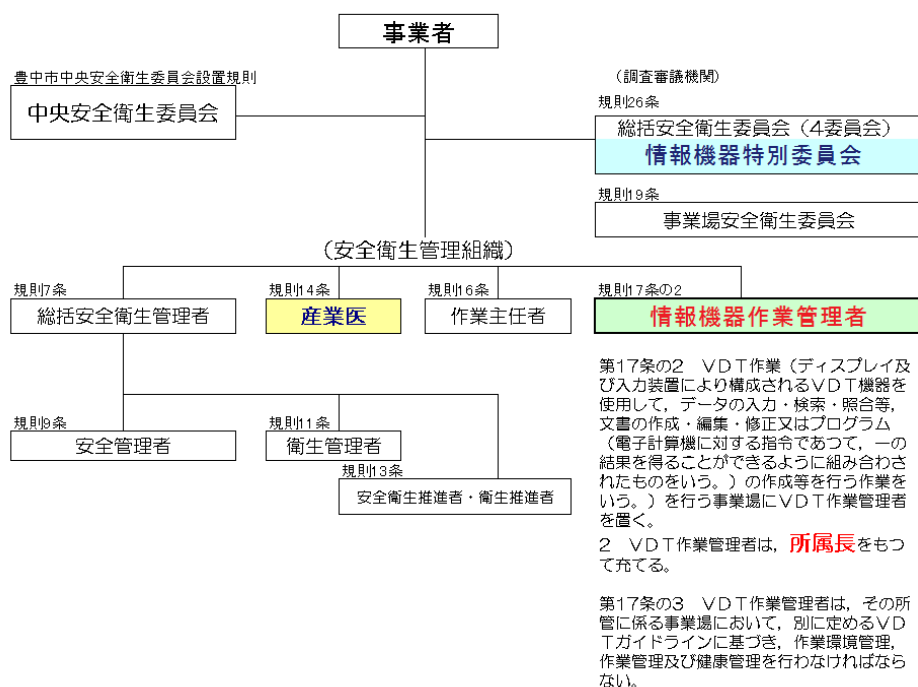 事業者
豊中市中央安全衛生委員会設置規則
中央安全衛生委員会
(調査審議機関)
規則26条
総括安全衛生委員会（4委員会）
情報機器特別委員会
規則19条
事業場安全衛生委員会
(安全衛生管理組織)
規則7条
総括安全衛生管理者
規則14条
産業医
規則16条
作業主任者
規則17条の2
情報機器作業管理者
規則9条
安全管理者
規則11条
衛生管理者
規則13条
安全衛生推進者・衛生推進者
第17条の2　ＶＤＴ作業（ディスプレイ及
び入力装置により構成されるＶＤＴ機器を
使用して，データの入力・検索・照合等，
文書の作成・編集・修正又はプログラム
（電子計算機に対する指令であつて，一の
結果を得ることができるように組み合わさ
れたものをいう。）の作成等を行う作業を
いう。）を行う事業場にＶＤＴ作業管理者
を置く。
2　ＶＤＴ作業管理者は，所属長をもつ
て充てる。
第17条の3　ＶＤＴ作業管理者は，その所
管に係る事業場において，別に定めるＶＤ
Ｔガイドラインに基づき，作業環境管理，
作業管理及び健康管理を行わなければなら
ない。